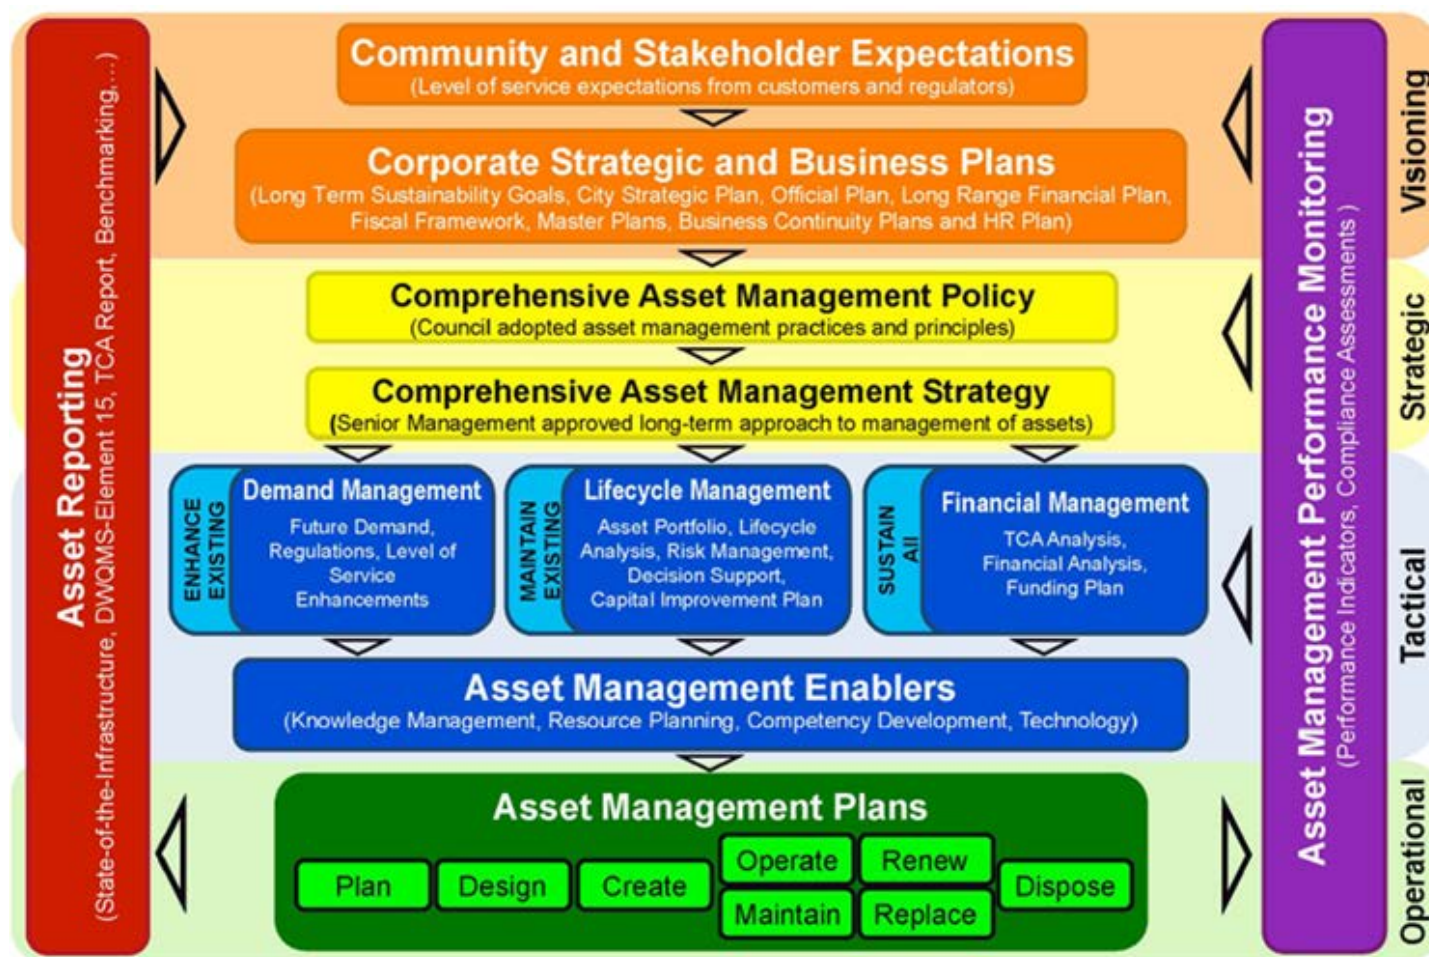 Asset Reporting
(State-of-the-Infrastructure, DWQMS-Element 15, TCA Report, Benchmarking,...)
Community and Stakeholder Expectations
(Level of service expectations from customers and regulators)
Corporate Strategic and Business Plans
(Long Term Sustainability Goals, City Strategic Plan, Official Plan, Long Range Financial Plan,
Fiscal Framework, Master Plans, Business Continuity Plans and HR Plan)
Comprehensive Asset Management Policy
(Council adopted asset management practices and principles)
Comprehensive Asset Management Strategy
(Senior Management approved long-term approach to management of assets)
ENHANCE
EXISTING
Demand Management
Future Demand,
Regulations, Level of
Service
Enhancements
MAINTAIN
EXISTING
Lifecycle Management
Asset Portfolio, Lifecycle
Analysis, Risk Management,
Decision Support,
Capital Improvement Plan
SUSTAIN
All
Financial Management
TCA Analysis,
Financial Analysis,
Funding Plan
Asset Management Enablers
(Knowledge Management, Resource Planning, Competency Development, Technology)
Asset Management Plans
Plan
Design
Create
Operate
Maintain
Renew
Replace
Dispose
Asset Management Performance Monitoring
(Performance Indicators, Compliance Assessments )
Visioning
Strategic
Tactical
Operational